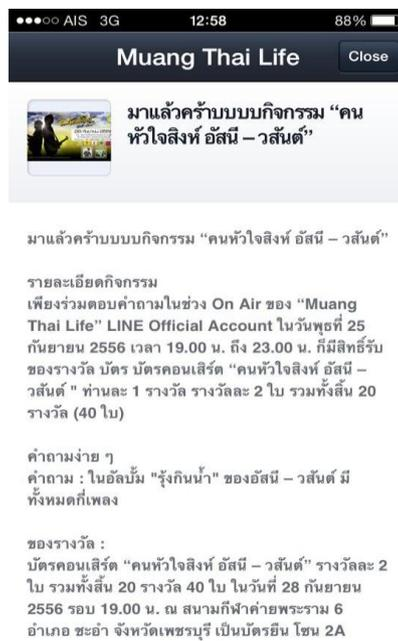 AIS 3G 12:58 88%
Muang Thai Life Close
มาแล้วคร้าบบบบกิจกรรม “คน
หัวใจสิงห์ อัสนี – วสันต์”
มาแล้วคร้าบบบบกิจกรรม “คนหัวใจสิงห์ อัสนี – วสันต์”
รายละเอียดกิจกรรม
เพียงร่วมตอบคำถามในช่วง On Air ของ “Muang
Thai Life” LINE Official Account ในวันพุธที่ 25
กันยายน 2556 เวลา 19.00 น. ถึง 23.00 น. ก็มีสิทธิ์รับ
ของรางวัล บัตร บัตรคอนเสิร์ต “คนหัวใจสิงห์ อัสนี –
วสันต์ " ท่านละ 1 รางวัล รางวัลละ 2 ใบ รวมทั้งสิ้น 20
รางวัล (40 ใบ)
คำถามง่าย ๆ
คำถาม : ในอัลบั้ม "รุ้งกินน้ำ" ของอัสนี – วสันต์ มี
ทั้งหมดกี่เพลง
ของรางวัล :
บัตรคอนเสิร์ต “คนหัวใจสิงห์ อัสนี – วสันต์” รางวัลละ 2
ใบ รวมทั้งสิ้น 20 รางวัล 40 ใบ ในวันที่ 28 กันยายน
2556 รอบ 19.00 น. ณ สนามกีฬาค่ายพระราม 6
อำเภอ ชะอำ จังหวัดเพชรบุรี เป็นบัตรยืน โซน 2A